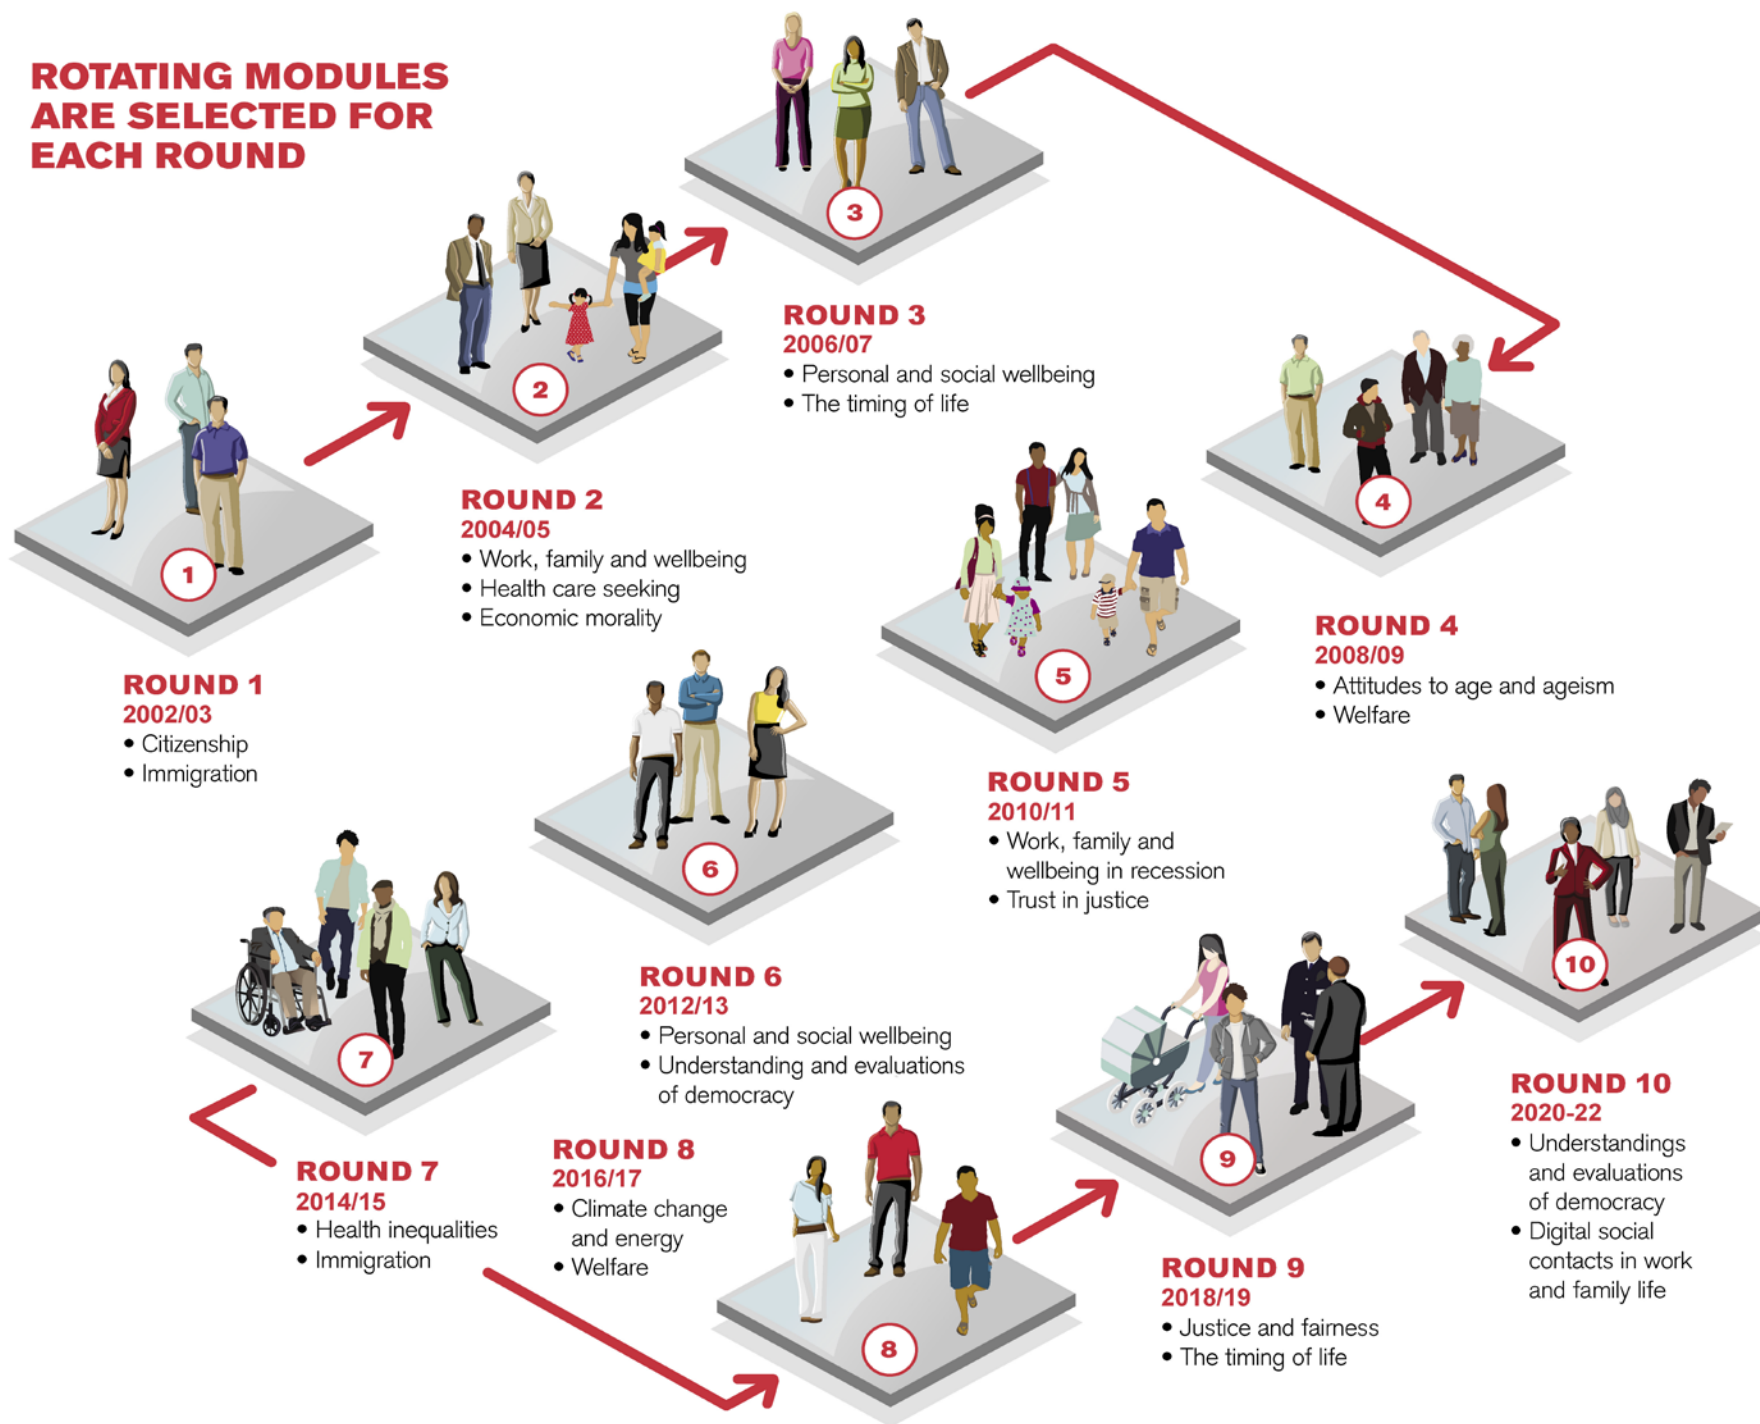 ROTATING MODULES
ARE SELECTED FOR
EACH ROUND
1
ROUND 1
2002/03
• Citizenship
• Immigration
2
ROUND 2
2004/05
• Work, family and wellbeing
• Health care seeking
• Economic morality
3
ROUND 3
2006/07
• Personal and social wellbeing
• The timing of life
4
ROUND 4
2008/09
• Attitudes to age and ageism
• Welfare
5
ROUND 5
2010/11
• Work, family and
wellbeing in recession
• Trust in justice
6
ROUND 6
2012/13
• Personal and social wellbeing
• Understanding and evaluations
of democracy
7
ROUND 7
2014/15
• Health inequalities
• Immigration
8
ROUND 8
2016/17
• Climate change
and energy
• Welfare
9
ROUND 9
2018/19
• Justice and fairness
• The timing of life
10
ROUND 10
2020-22
• Understandings
and evaluations
of democracy
• Digital social
contacts in work
and family life